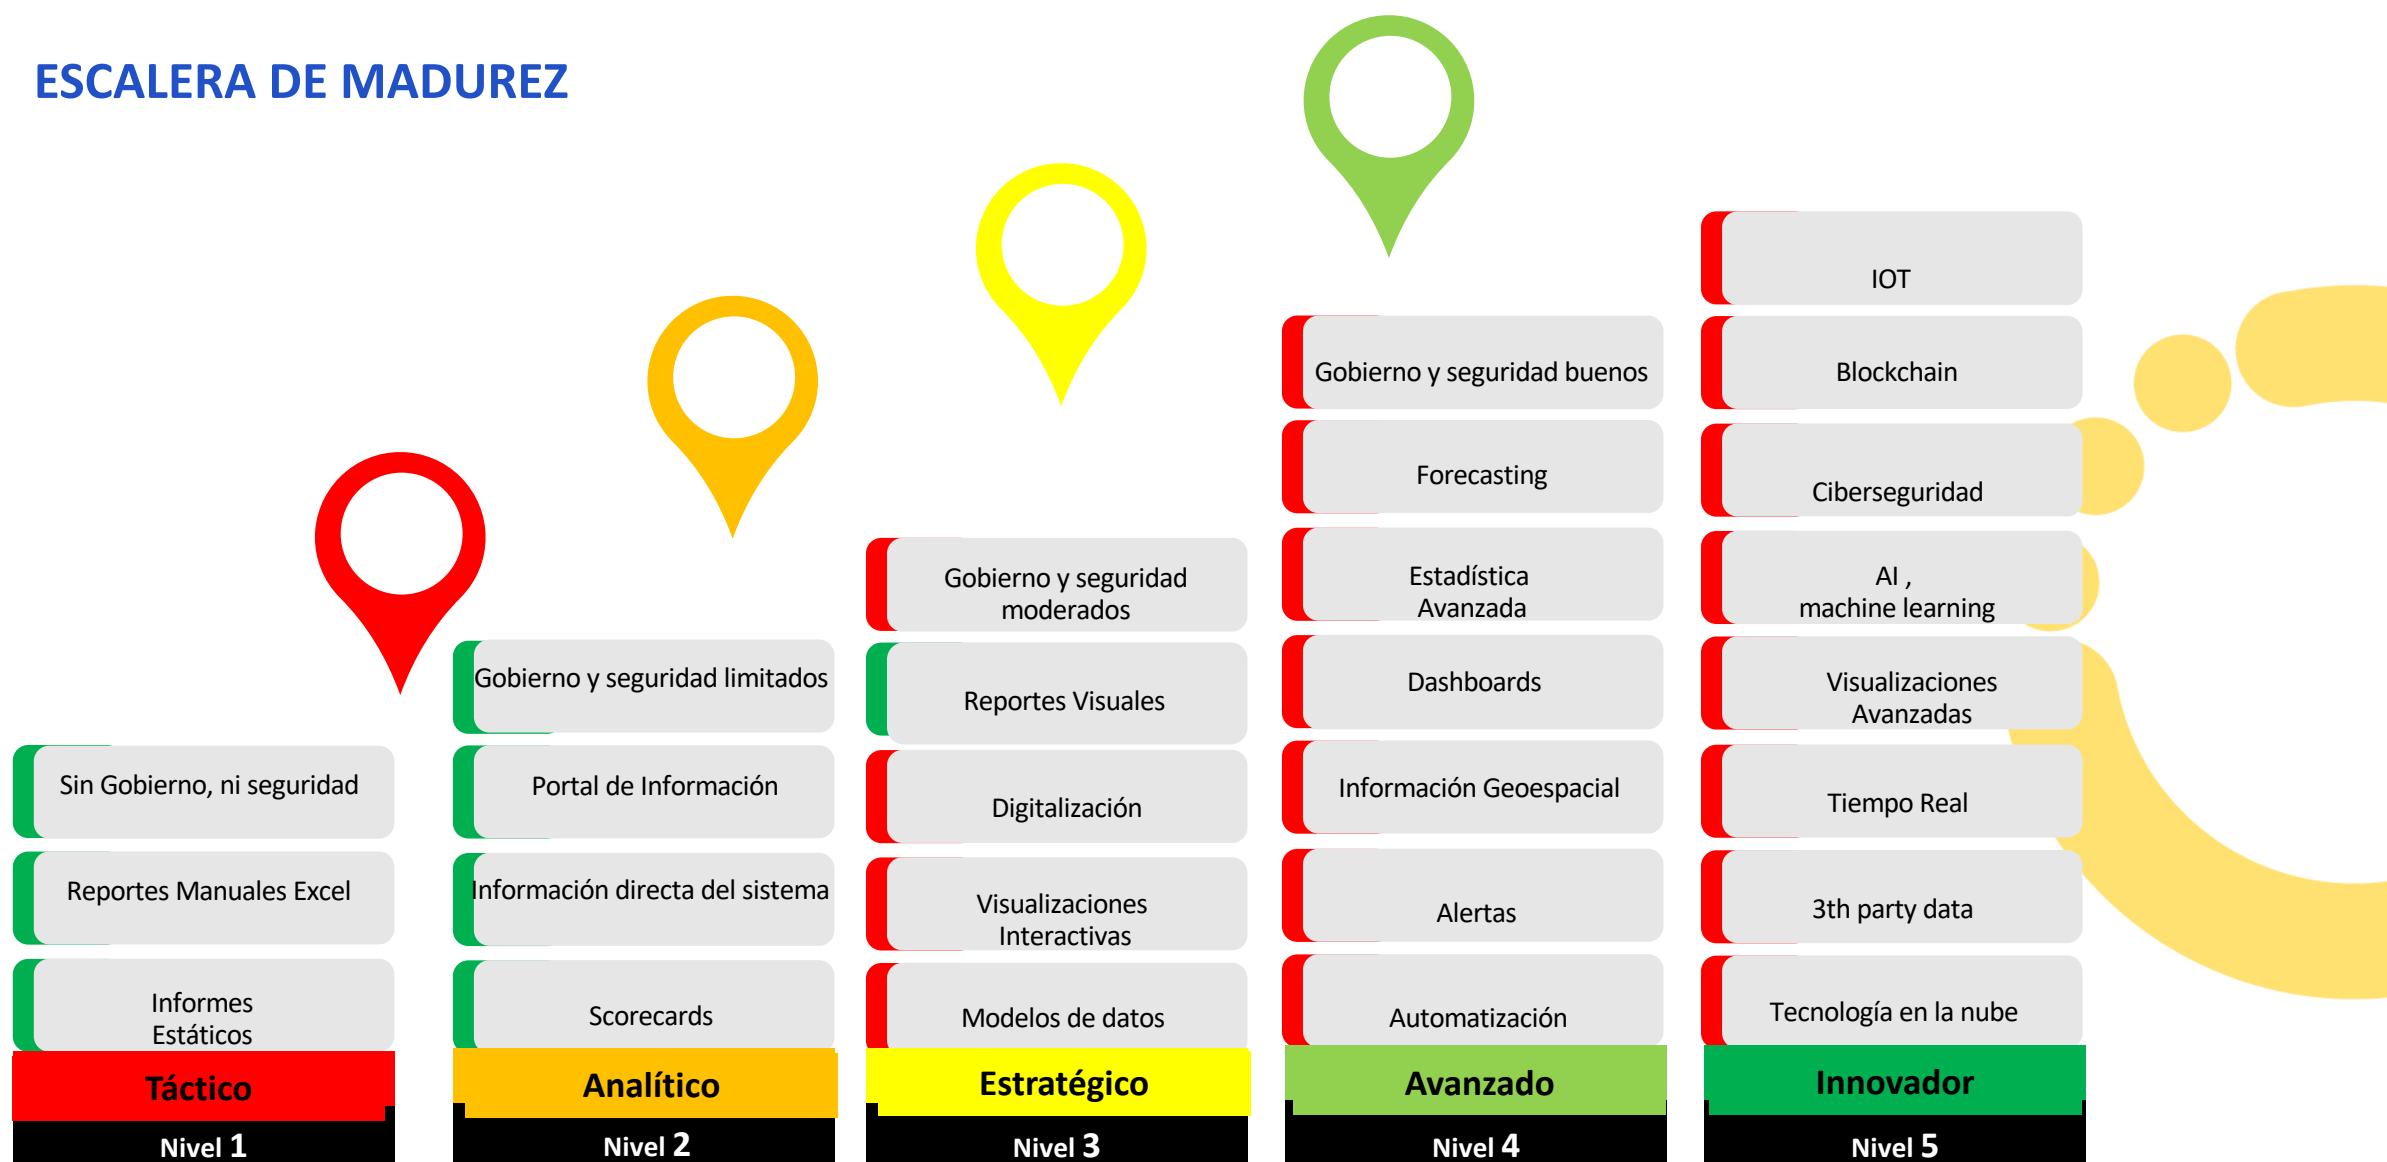 ESCALERA DE MADUREZ
Sin Gobierno, ni seguridad
Reportes Manuales Excel
Informes
Estáticos
Táctico
Nivel 1
Gobierno y seguridad limitados
Portal de Información
Información directa del sistema
Scorecards
Analítico
Nivel 2
Gobierno y seguridad
moderados
Reportes Visuales
Digitalización
Visualizaciones
Interactivas
Modelos de datos
Estratégico
Nivel 3
Gobierno y seguridad buenos
Forecasting
Estadística
Avanzada
Dashboards
Información Geoespacial
Alertas
Automatización
Avanzado
Nivel 4
IOT
Blockchain
Ciberseguridad
AI ,
machine learning
Visualizaciones
Avanzadas
Tiempo Real
3th party data
Tecnología en la nube
Innovador
Nivel 5